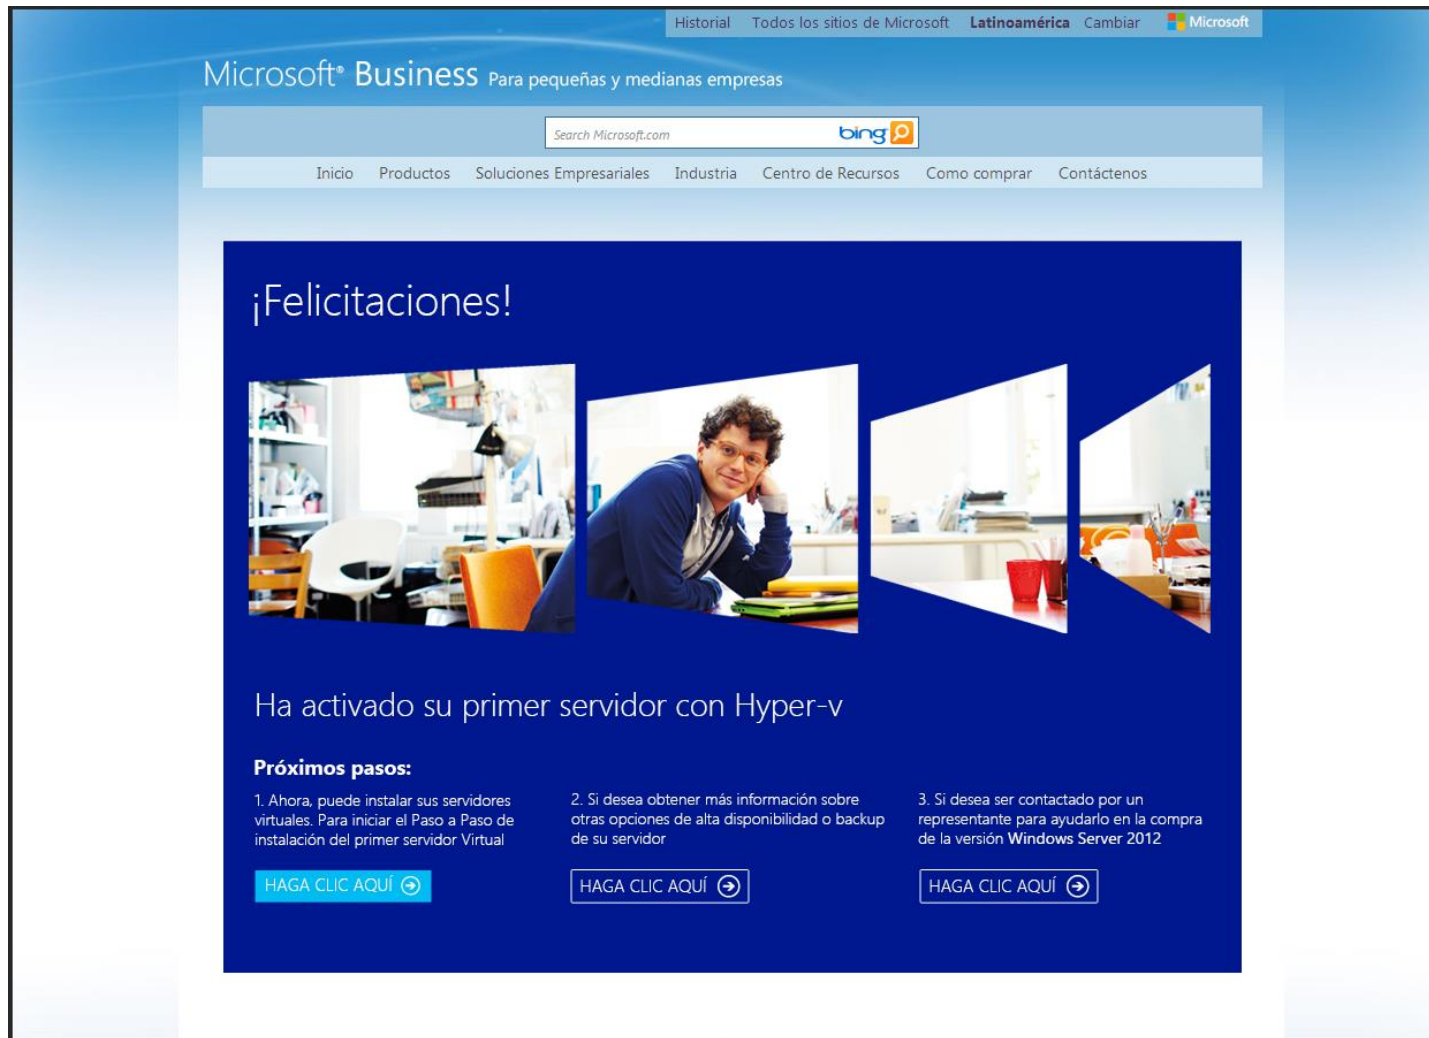 Historial Todos los sitios de Microsoft Latinoamérica Cambiar Microsoft
Microsoft® Business Para pequeñas y medianas empresas
Search Microsoft.com bing
Inicio Productos Soluciones Empresariales Industria Centro de Recursos Como comprar Contáctenos
¡Felicitaciones!
Ha activado su primer servidor con Hyper-v
Próximos pasos:
1. Ahora, puede instalar sus servidores
virtuales. Para iniciar el Paso a Paso de
instalación del primer servidor Virtual
HAGA CLIC AQUÍ
2. Si desea obtener más información sobre
otras opciones de alta disponibilidad o backup
de su servidor
HAGA CLIC AQUÍ
3. Si desea ser contactado por un
representante para ayudarlo en la compra
de la versión Windows Server 2012
HAGA CLIC AQUÍ